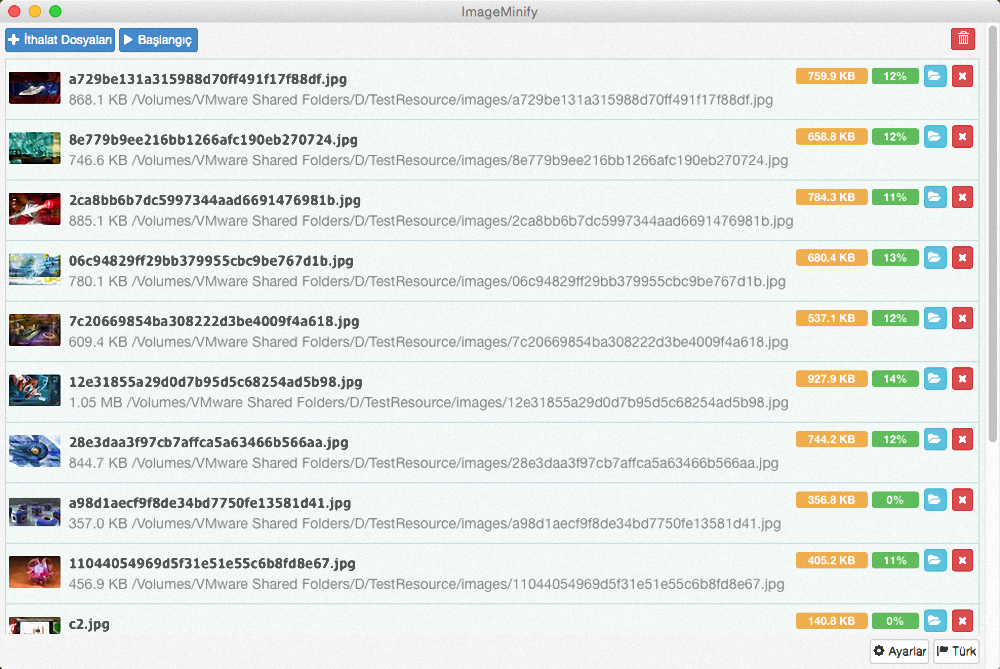 ImageMinify
İthalat Dosyaları Başlangıç
a729be131a315988d70ff491f17f88df.jpg 759.9 KB 12%
868.1 KB /Volumes/VMware Shared Folders/D/TestResource/images/a729be131a315988d70ff491f17f88df.jpg
8e779b9ee216bb1266afc190eb270724.jpg 658.8 KB 12%
746.6 KB /Volumes/VMware Shared Folders/D/TestResource/images/8e779b9ee216bb1266afc190eb270724.jpg
2ca8bb6b7dc5997344aad6691476981b.jpg 784.3 KB 11%
885.1 KB /Volumes/VMware Shared Folders/D/TestResource/images/2ca8bb6b7dc5997344aad6691476981b.jpg
06c94829ff29bb379955cbc9be767d1b.jpg 680.4 KB 13%
780.1 KB /Volumes/VMware Shared Folders/D/TestResource/images/06c94829ff29bb379955cbc9be767d1b.jpg
7c20669854ba308222d3be4009f4a618.jpg 537.1 KB 12%
609.4 KB /Volumes/VMware Shared Folders/D/TestResource/images/7c20669854ba308222d3be4009f4a618.jpg
12e31855a29d0d7b95d5c68254ad5b98.jpg 927.9 KB 14%
1.05 MB /Volumes/VMware Shared Folders/D/TestResource/images/12e31855a29d0d7b95d5c68254ad5b98.jpg
28e3daa3f97cb7affca5a63466b566aa.jpg 744.2 KB 12%
844.7 KB /Volumes/VMware Shared Folders/D/TestResource/images/28e3daa3f97cb7affca5a63466b566aa.jpg
a98d1aecf9f8de34bd7750fe13581d41.jpg 356.8 KB 0%
357.0 KB /Volumes/VMware Shared Folders/D/TestResource/images/a98d1aecf9f8de34bd7750fe13581d41.jpg
11044054969d5f31e51e55c6b8fd8e67.jpg 405.2 KB 11%
456.9 KB /Volumes/VMware Shared Folders/D/TestResource/images/11044054969d5f31e51e55c6b8fd8e67.jpg
c2.jpg 140.8 KB 0%
Ayarlar Türk